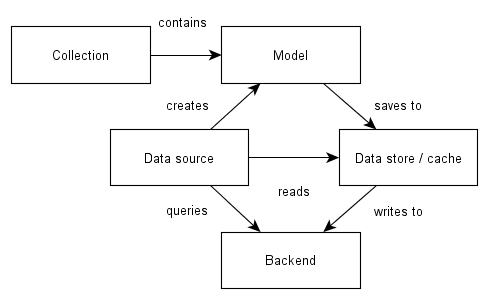 contains
Collection
Model
creates
saves to
Data source
Data store / cache
reads
queries
writes to
Backend